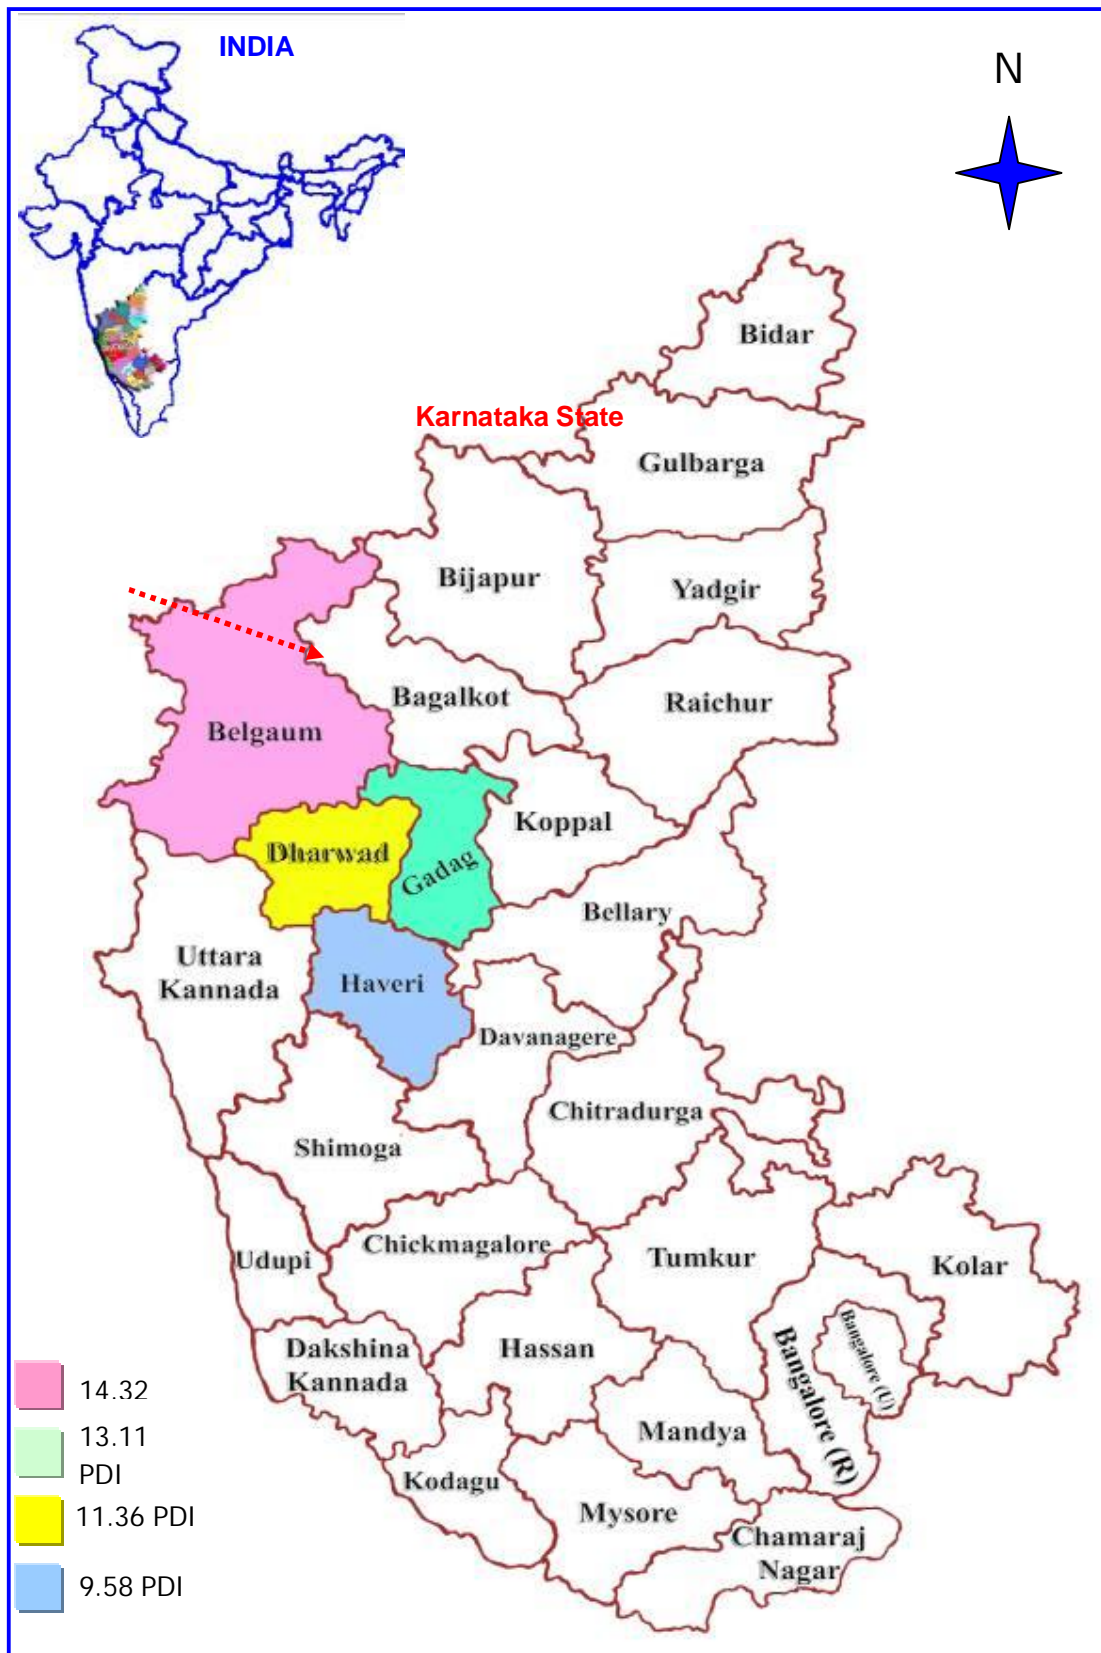 INDIA
N
Bidar
Karnataka State
Gulbarga
Bijapur
Yadgir
Bagalkot
Raichur
Belgaum
Koppal
Dharwad
Gadag
Bellary
Uttara
Kannada
Haveri
Davanagere
Chitradurga
Shimoga
Udupi
Chickmagalore
Tumkur
Kolar
Dakshina
Kannada
Hassan
Bangalore (R)
Bangalore (U)
Mandya
Kodagu
Mysore
Chamaraj
Nagar
14.32
13.11
PDI
11.36 PDI
9.58 PDI